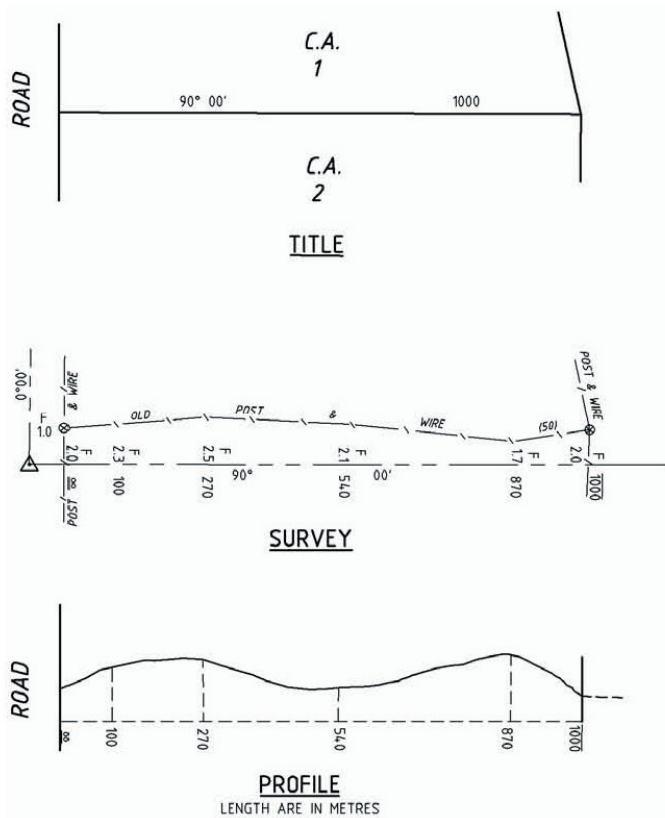 ROAD
C.A.
1
90° 00'
1000
C.A.
2
TITLE
0°00'
& WIRE
POST & WIRE
F
1.0
OLD POST & WIRE (50)
2.0 F
2.3 F
2.5 F
2.1 F
1.7 F
2.0 F
90° 00'
POST
100
270
540
870
1000
SURVEY
ROAD
100
270
540
870
1000
PROFILE
LENGTH ARE IN METRES